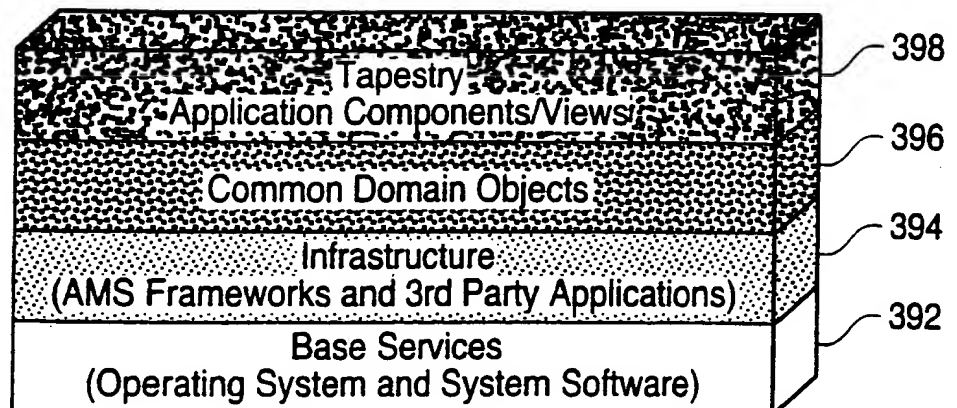 Tapestry
Application Components/Views
398
Common Domain Objects
396
Infrastructure
(AMS Frameworks and 3rd Party Applications)
394
Base Services
(Operating System and System Software)
392